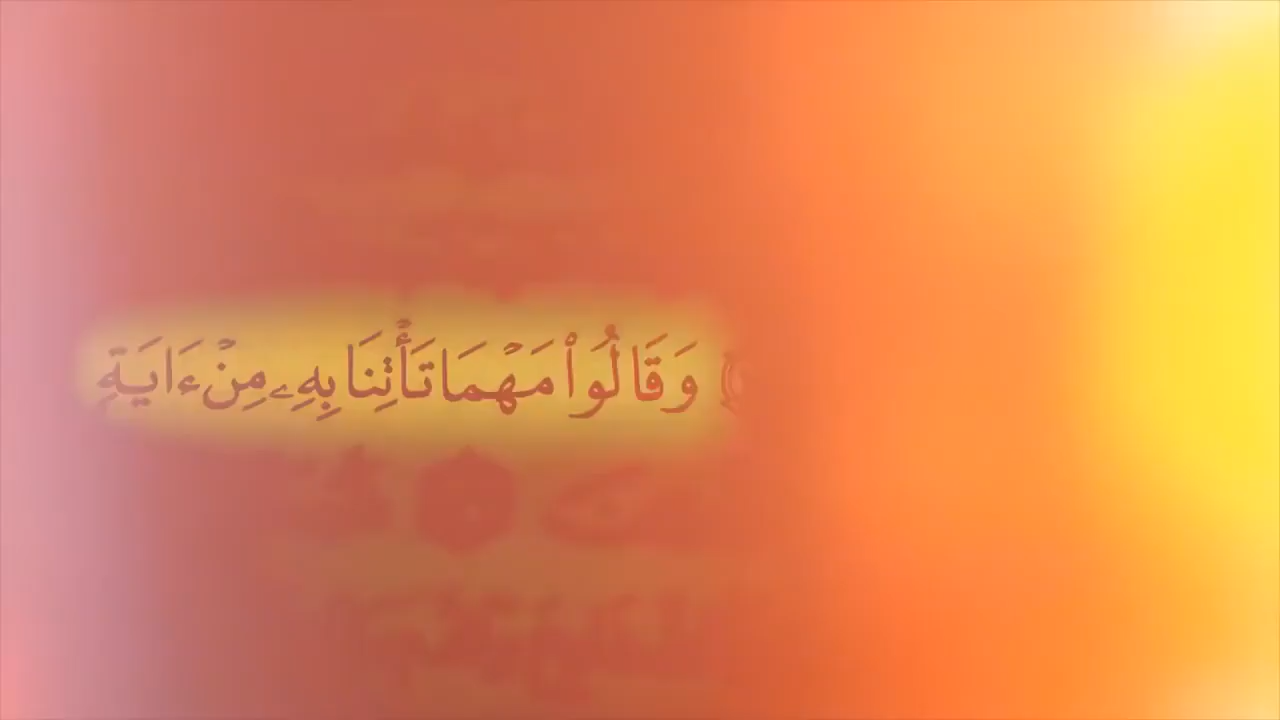 وَقَالُوا۟ مَهْمَا تَأْتِنَا بِهِۦ مِنْ ءَايَةٍۢ